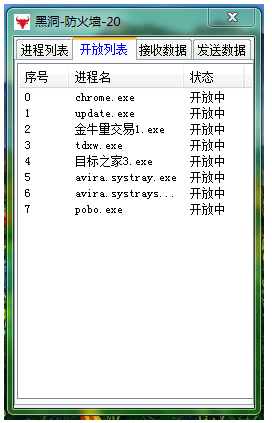 黑洞-防火墙-20
进程列表 开放列表 接收数据 发送数据
序号 进程名 状态
0 chrome.exe 开放中
1 update.exe 开放中
2 金牛量交易1.exe 开放中
3 tdxw.exe 开放中
4 目标之家3.exe 开放中
5 avira.systray.exe 开放中
6 avira.systrays... 开放中
7 pobo.exe 开放中